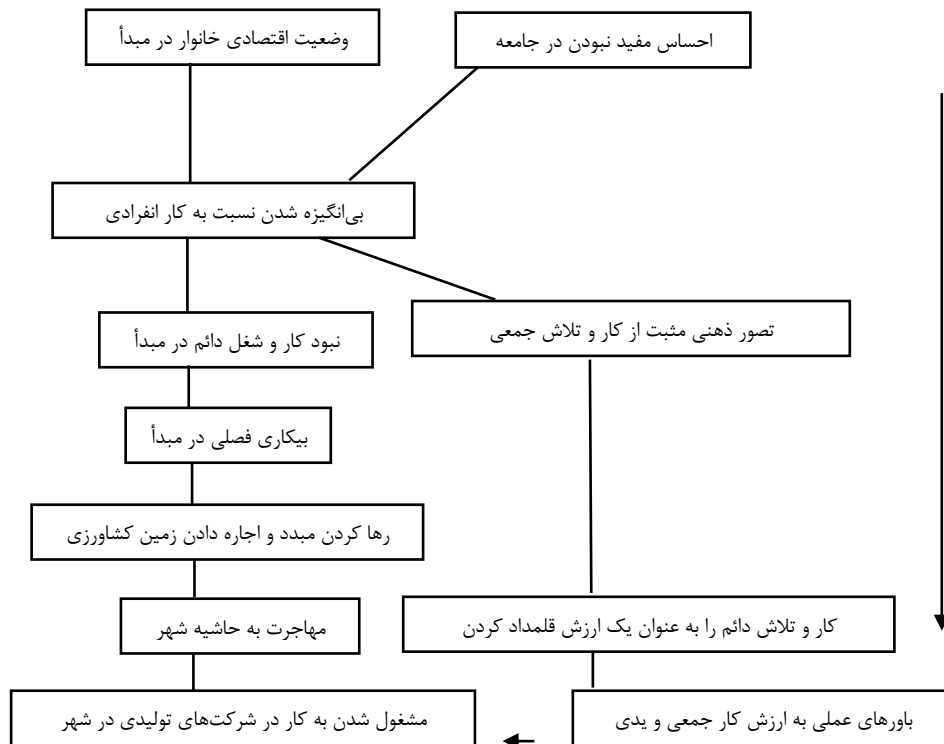 احساس مفید نبودن در جامعه
وضعیت اقتصادی خانوار در مبدأ
بی‌انگیزه شدن نسبت به کار انفرادی
تصور ذهنی مثبت از کار و تلاش جمعی
نبود کار و شغل دائم در مبدأ
بیکاری فصلی در مبدأ
رها کردن مبدد و اجاره دادن زمین کشاورزی
کار و تلاش دائم را به عنوان یک ارزش قلمداد کردن
مهاجرت به حاشیه شهر
باورهای عملی به ارزش کار جمعی و یدی
مشغول شدن به کار در شرکت‌های تولیدی در شهر